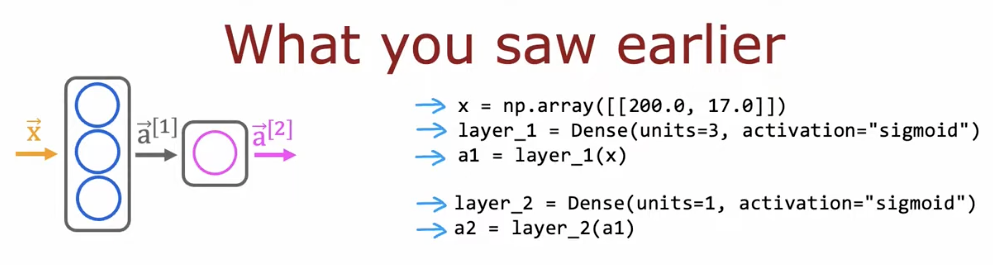 What you saw earlier
x⃗
a⃗[1]
a⃗[2]
x = np.array([[200.0, 17.0]])
layer_1 = Dense(units=3, activation="sigmoid")
a1 = layer_1(x)
layer_2 = Dense(units=1, activation="sigmoid")
a2 = layer_2(a1)